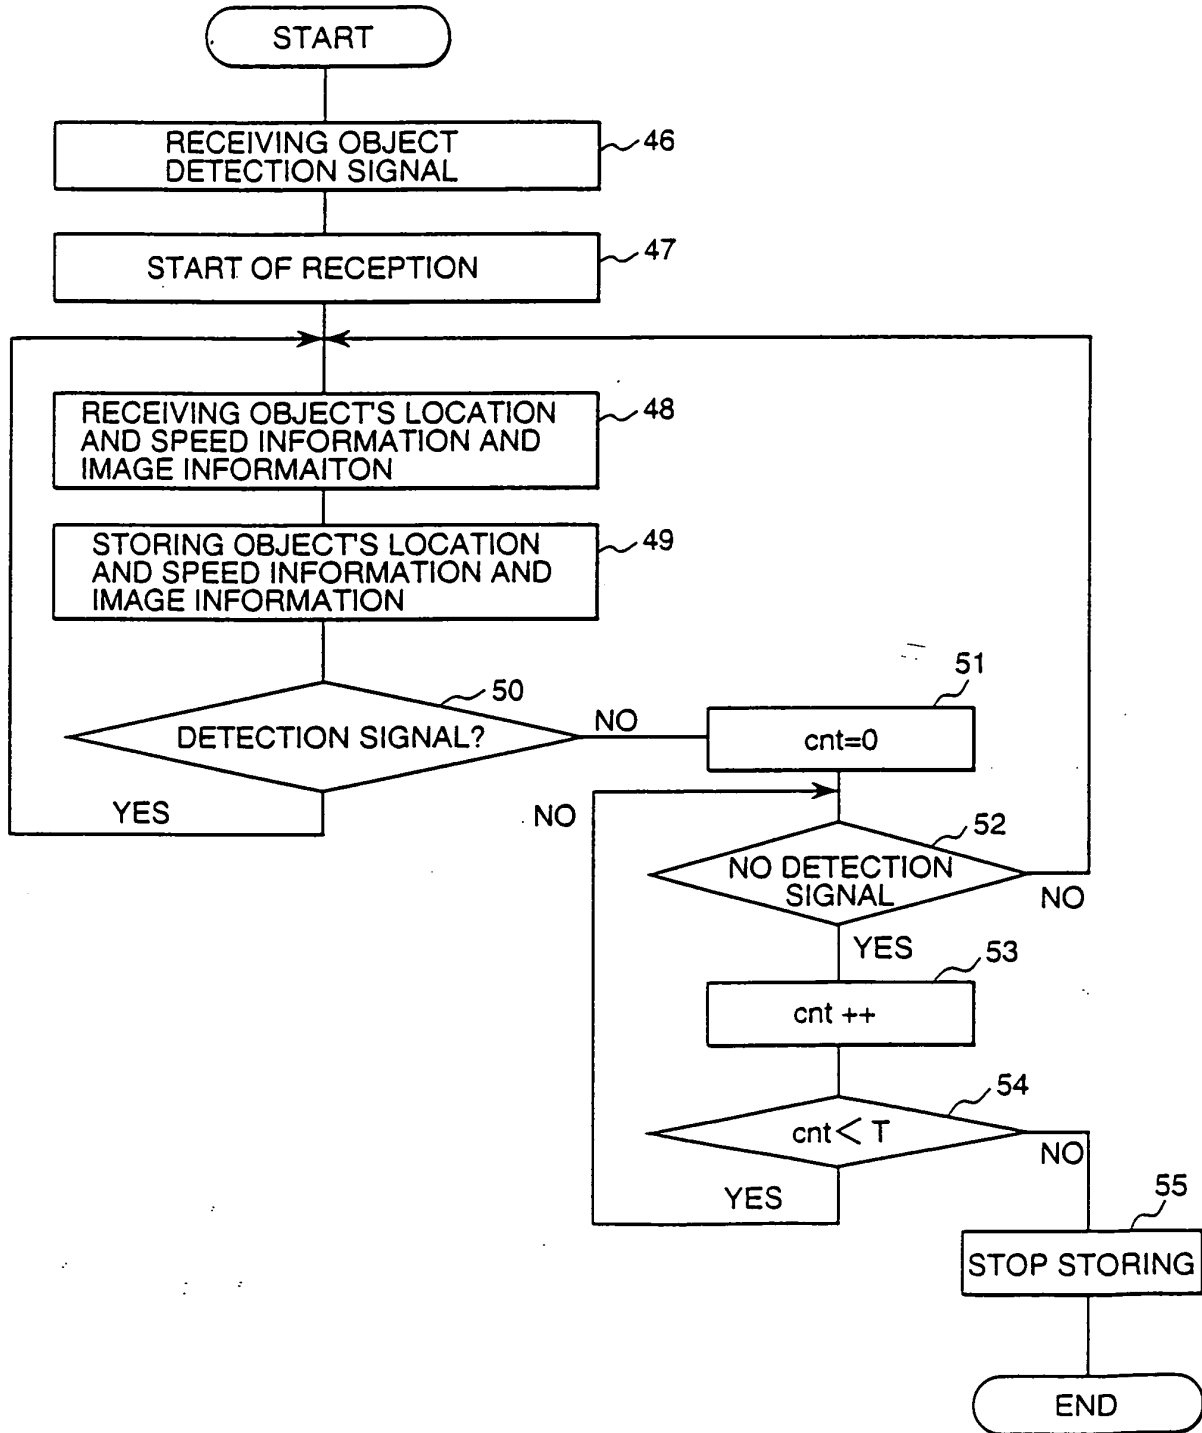 START
RECEIVING OBJECT
DETECTION SIGNAL
46
START OF RECEPTION
47
RECEIVING OBJECT'S LOCATION
AND SPEED INFORMATION AND
IMAGE INFORMAITON
48
STORING OBJECT'S LOCATION
AND SPEED INFORMATION AND
IMAGE INFORMATION
49
DETECTION SIGNAL?
50
YES
NO
cnt=0
51
NO
NO DETECTION
SIGNAL
52
NO
YES
cnt ++
53
cnt< T
54
NO
YES
STOP STORING
55
END